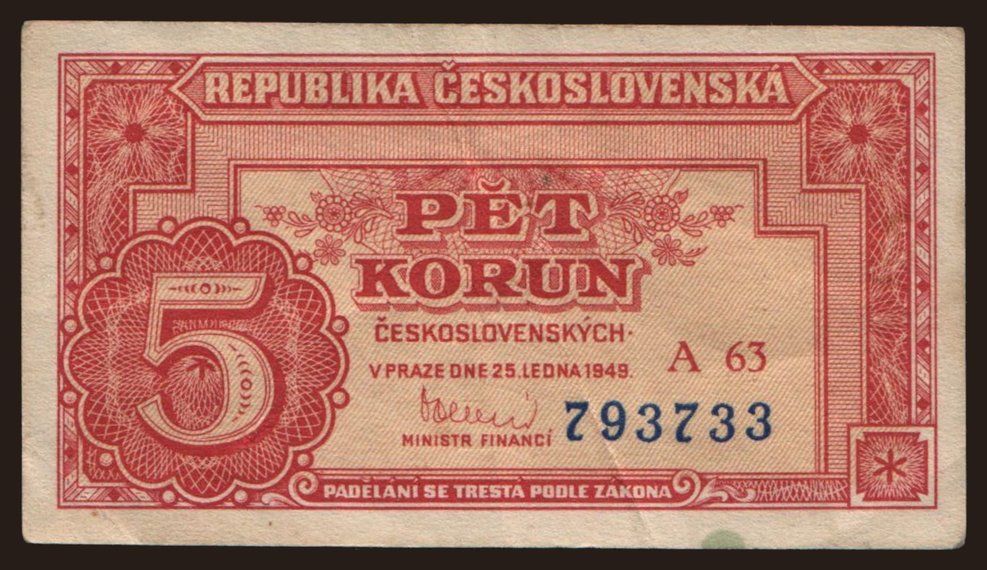 REPUBLIKA ČESKOSLOVENSKÁ
PĚT
KORUN
5
ČESKOSLOVENSKÝCH·
V PRAZE DNE 25. LEDNA 1949.
A 63
793733
MINISTR FINANCÍ
PADĚLÁNÍ SE TRESTÁ PODLE ZÁKONA